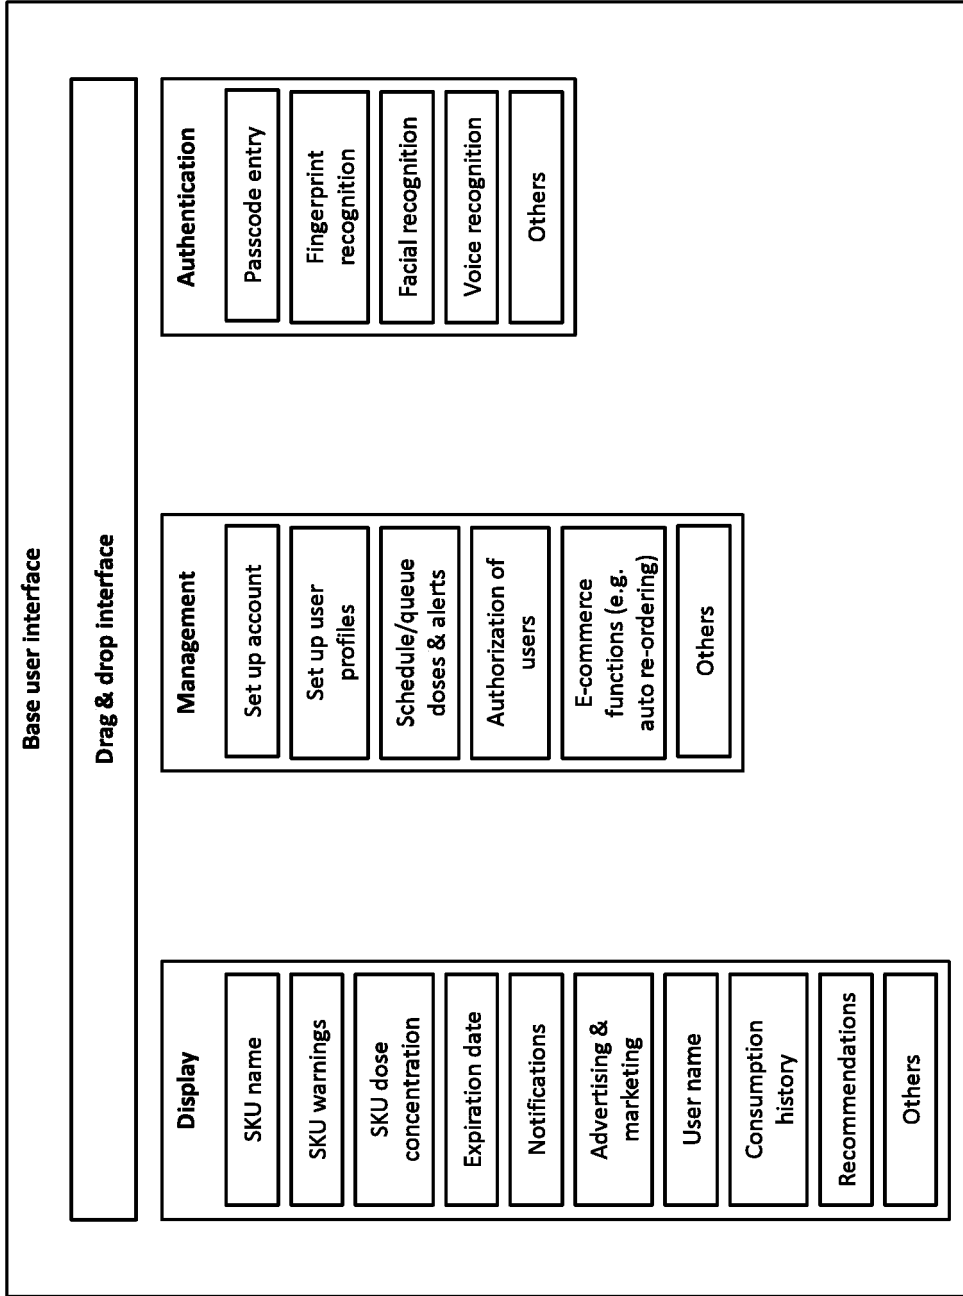 Base user interface
Drag & drop interface
Display
SKU name
SKU warnings
SKU dose
concentration
Expiration date
Notifications
Advertising &
marketing
User name
Consumption
history
Recommendations
Others
Management
Set up account
Set up user
profiles
Schedule/queue
doses & alerts
Authorization of
users
E-commerce
functions (e.g.
auto re-ordering)
Others
Authentication
Passcode entry
Fingerprint
recognition
Facial recognition
Voice recognition
Others